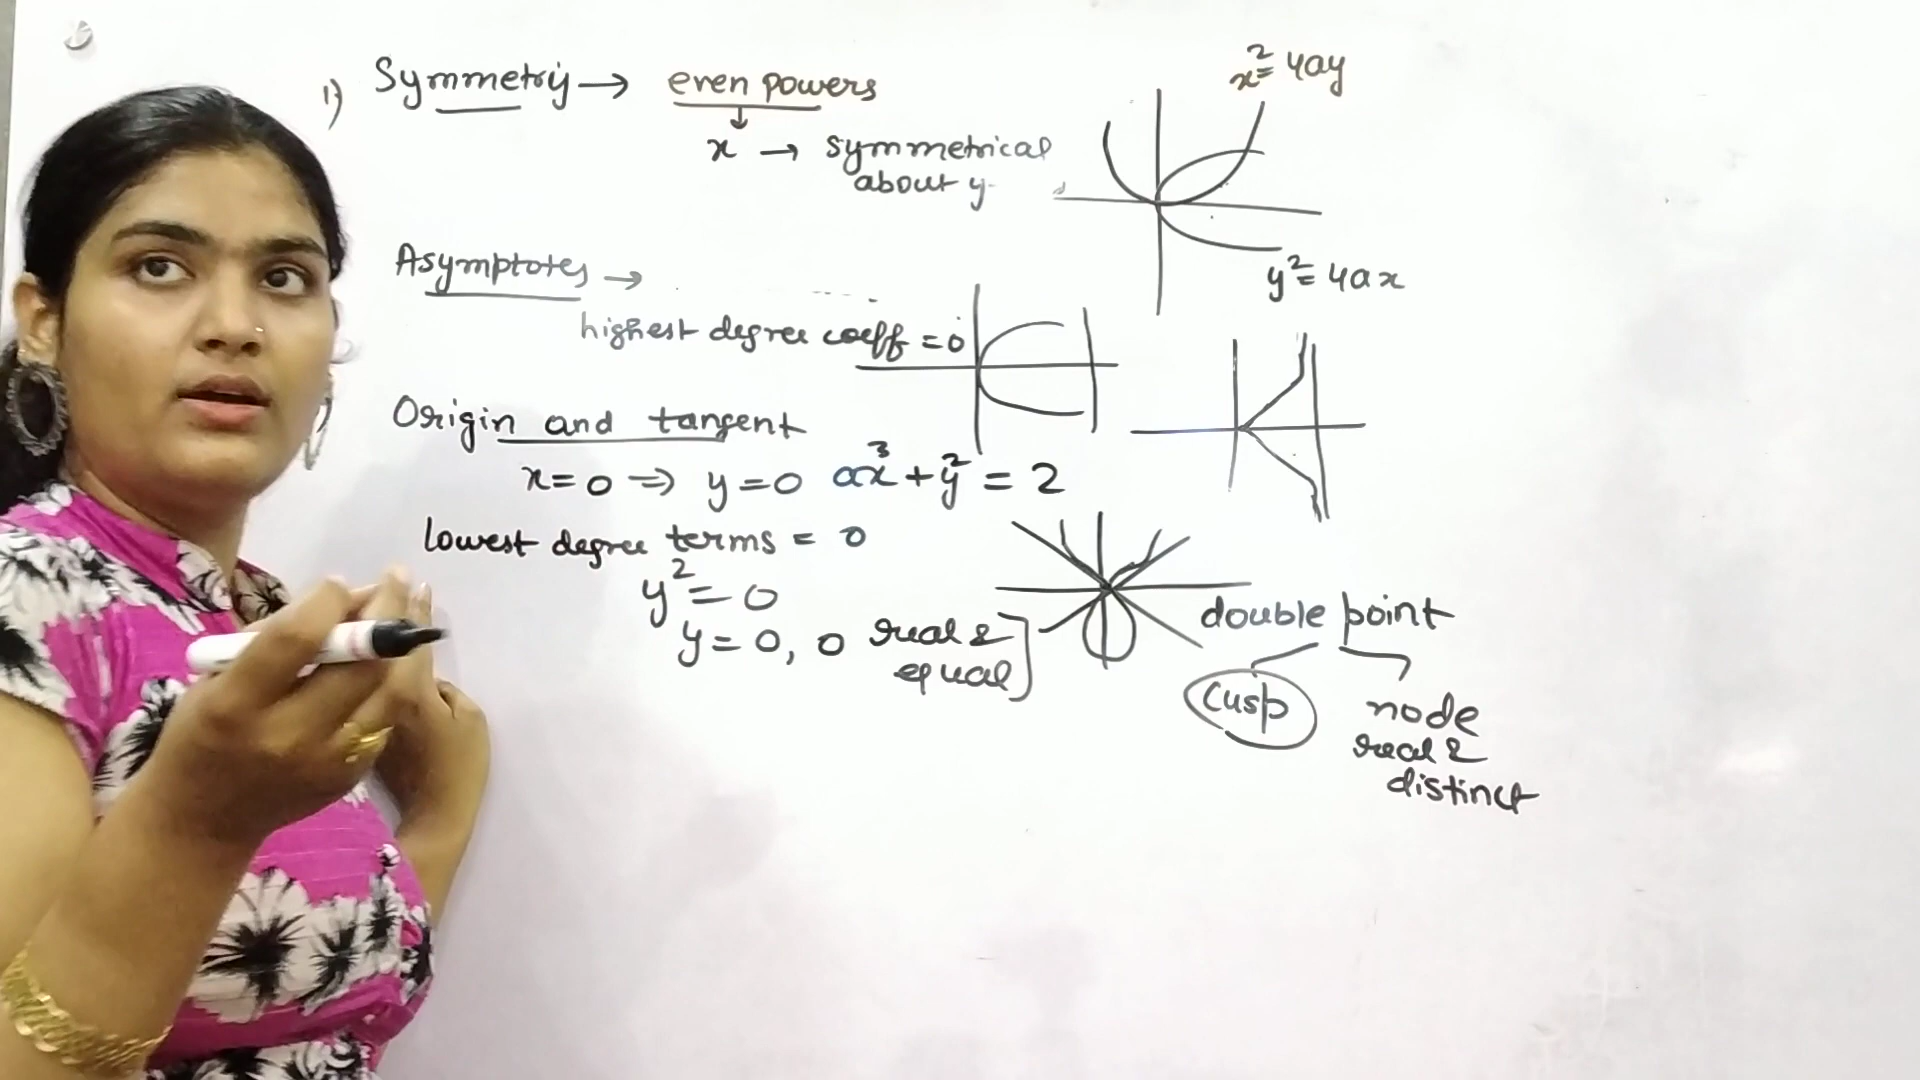 1) Symmetry → even powers
x → symmetrical
about y
x² = 4ay
y² = 4ax
Asymptotes →
highest degree coeff = 0
Origin and tangent
x = 0 ⇒ y = 0 ax³ + y² = 2
lowest degree terms = 0
y² = 0
y = 0, 0 real &
equal
double point
cusp
node
real &
distinct